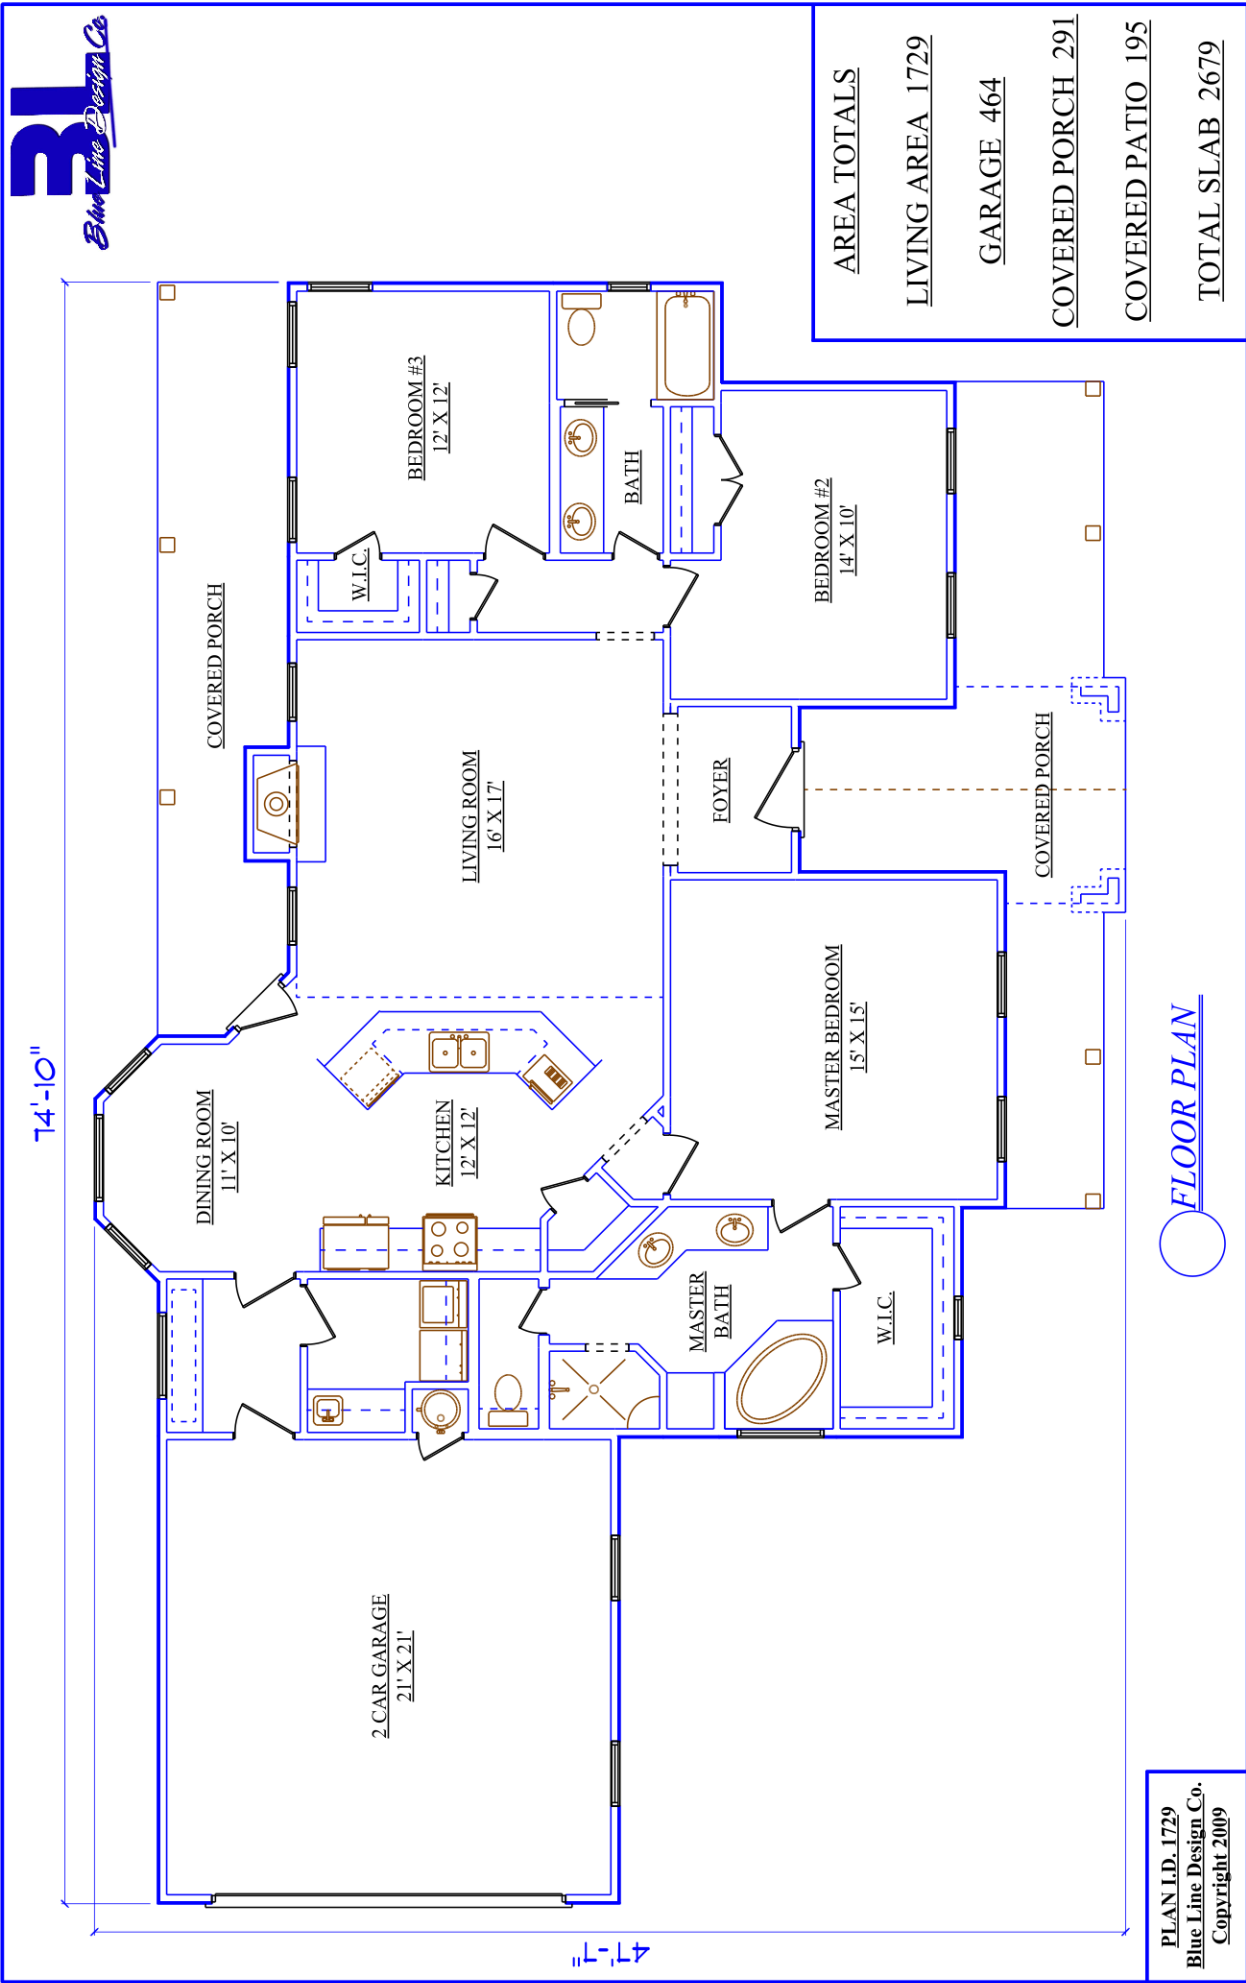 BL
Blue Line Design Co.
74'-10"
COVERED PORCH
DINING ROOM
11' X 10'
KITCHEN
12' X 12'
LIVING ROOM
16' X 17'
W.I.C.
BEDROOM #3
12' X 12'
BATH
BEDROOM #2
14' X 10'
FOYER
COVERED PORCH
MASTER BEDROOM
15' X 15'
MASTER
BATH
W.I.C.
2 CAR GARAGE
21' X 21'
47'-7"
FLOOR PLAN
PLAN I.D. 1729
Blue Line Design Co.
Copyright 2009
AREA TOTALS
LIVING AREA 1729
GARAGE 464
COVERED PORCH 291
COVERED PATIO 195
TOTAL SLAB 2679